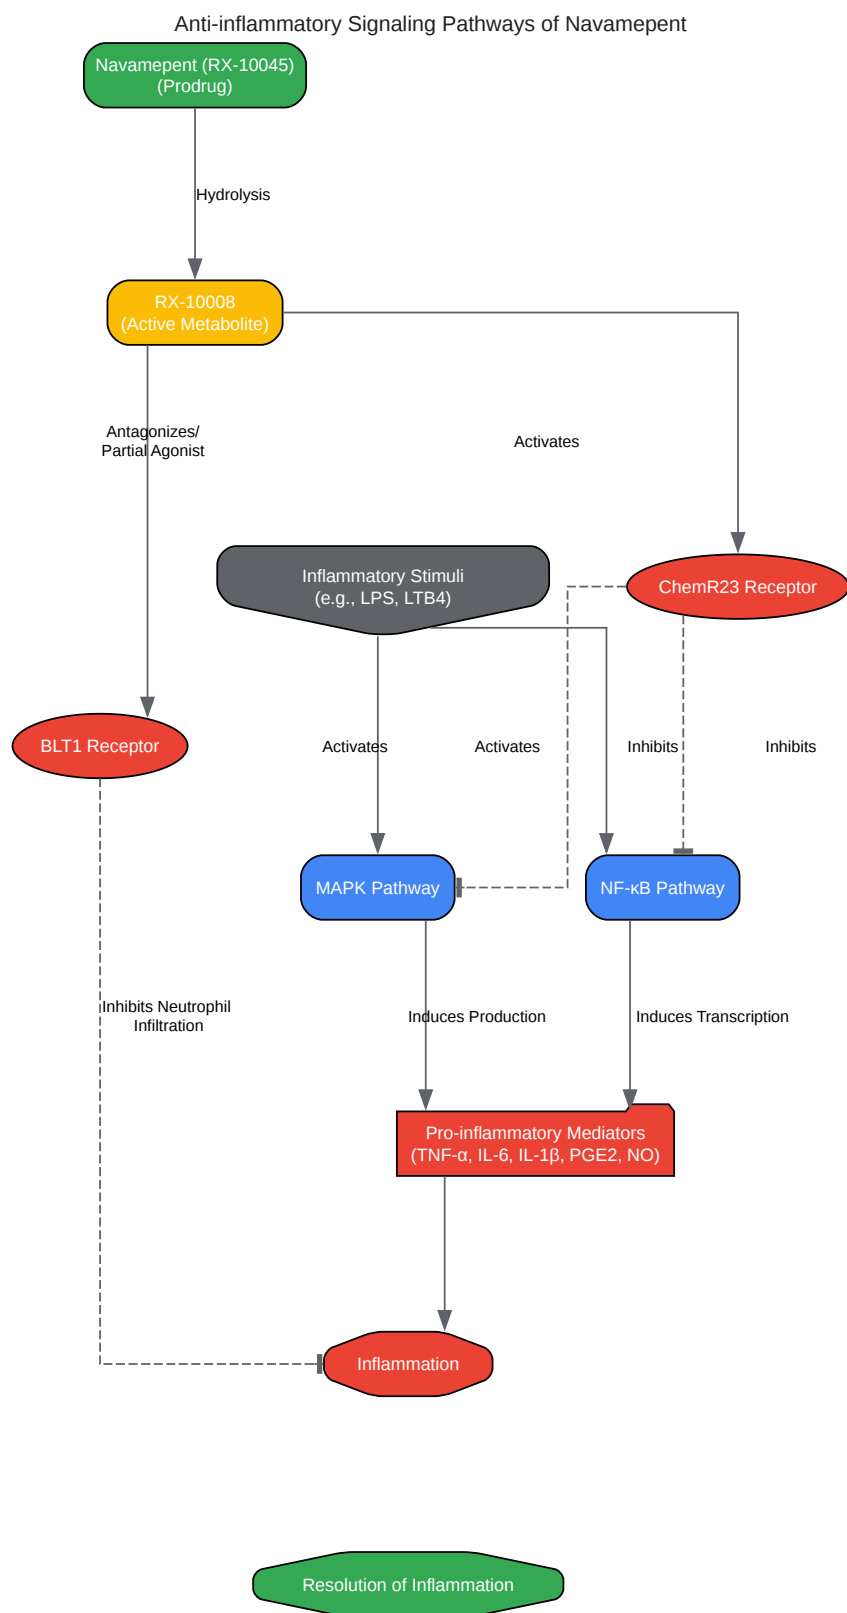 Anti-inflammatory Signaling Pathways of Navamepent
Navamepent (RX-10045)
(Prodrug)
Hydrolysis
RX-10008
(Active Metabolite)
Antagonizes/
Partial Agonist
Activates
Inflammatory Stimuli
(e.g., LPS, LTB4)
ChemR23 Receptor
BLT1 Receptor
Activates
Activates
Inhibits
Inhibits
MAPK Pathway
NF-κB Pathway
Inhibits Neutrophil
Infiltration
Induces Production
Induces Transcription
Pro-inflammatory Mediators
(TNF-α, IL-6, IL-1β, PGE2, NO)
Inflammation
Resolution of Inflammation